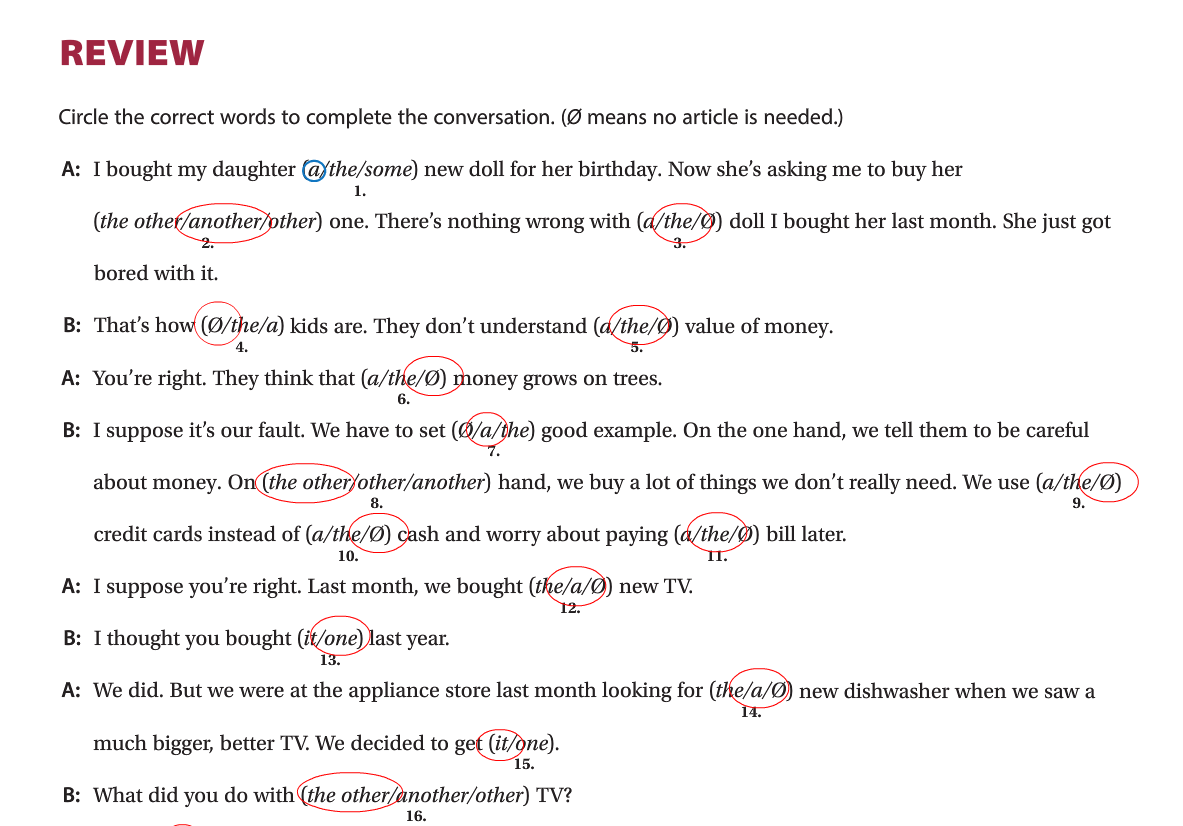 REVIEW
Circle the correct words to complete the conversation. (Ø means no article is needed.)
A: I bought my daughter (a/the/some) new doll for her birthday. Now she's asking me to buy her
1.
(the other/another/other) one. There's nothing wrong with (a/the/Ø) doll I bought her last month. She just got
2. 3.
bored with it.
B: That's how (Ø/the/a) kids are. They don't understand (a/the/Ø) value of money.
4. 5.
A: You're right. They think that (a/the/Ø) money grows on trees.
6.
B: I suppose it's our fault. We have to set (Ø/a/the) good example. On the one hand, we tell them to be careful
7.
about money. On (the other/other/another) hand, we buy a lot of things we don't really need. We use (a/the/Ø)
8. 9.
credit cards instead of (a/the/Ø) cash and worry about paying (a/the/Ø) bill later.
10. 11.
A: I suppose you're right. Last month, we bought (the/a/Ø) new TV.
12.
B: I thought you bought (it/one) last year.
13.
A: We did. But we were at the appliance store last month looking for (the/a/Ø) new dishwasher when we saw a
14.
much bigger, better TV. We decided to get (it/one).
15.
B: What did you do with (the other/another/other) TV?
16.